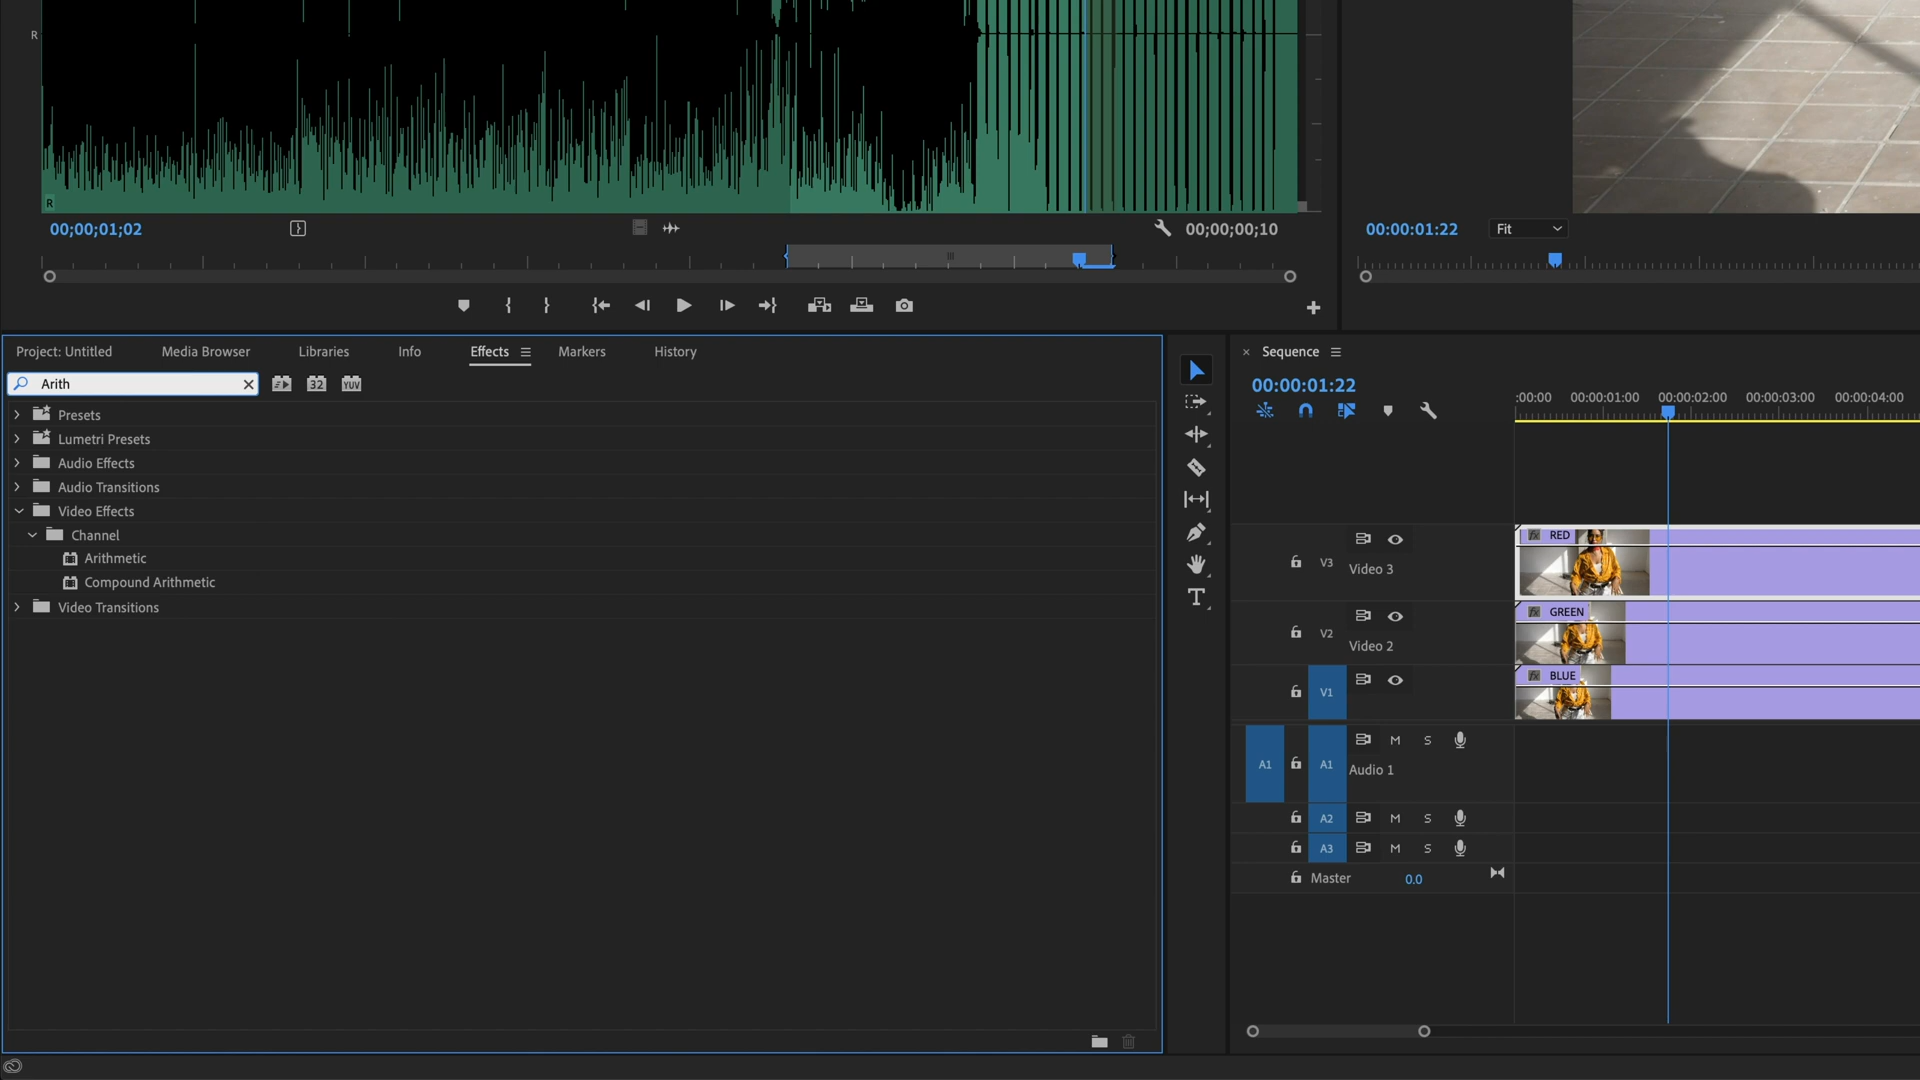 R
R
00;00;01;02
00;00;00;10
00:00:01:22
Fit
Project: Untitled
Media Browser
Libraries
Info
Effects
Markers
History
Arith
32
YUV
Presets
Lumetri Presets
Audio Effects
Audio Transitions
Video Effects
Channel
Arithmetic
Compound Arithmetic
Video Transitions
T
× Sequence
00:00:01:22
:00:00 00:00:01:00 00:00:02:00 00:00:03:00 00:00:04:00
V3 Video 3
fx RED
V2 Video 2
fx GREEN
V1
fx BLUE
A1 A1 M S
Audio 1
A2 M S
A3 M S
Master 0.0